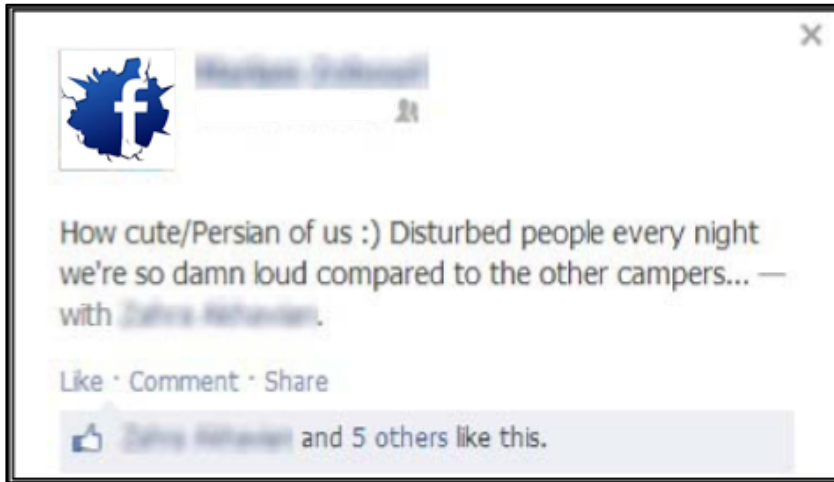 f
How cute/Persian of us :) Disturbed people every night
we're so damn loud compared to the other campers... —
with .
Like · Comment · Share
and 5 others like this.